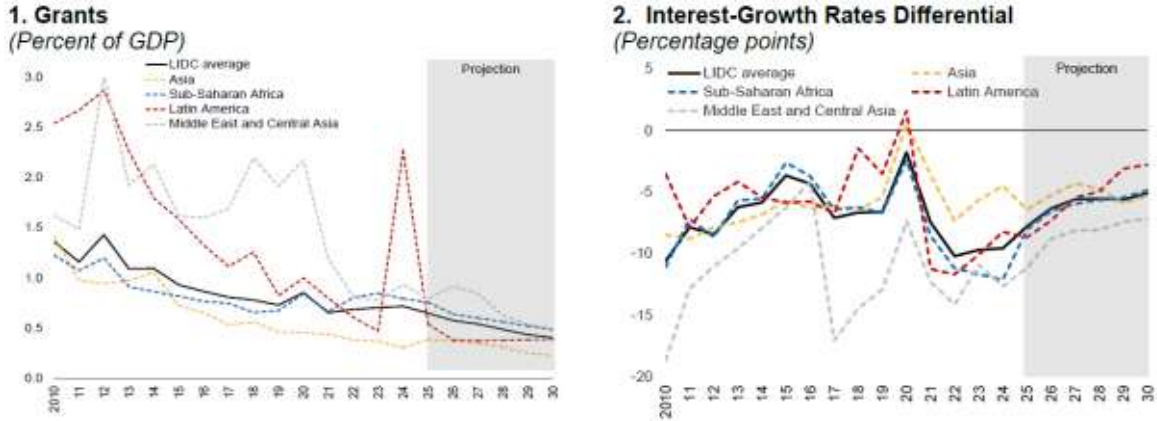 1. Grants
(Percent of GDP)
3.0
2.5
2.0
1.5
1.0
0.5
0.0
LIDC average
Asia
Sub-Saharan Africa
Latin America
Middle East and Central Asia
Projection
2010 11 12 13 14 15 16 17 18 19 20 21 22 23 24 25 26 27 28 29 30
2. Interest-Growth Rates Differential
(Percentage points)
5
0
-5
-10
-15
-20
LIDC average Asia
Sub-Saharan Africa Latin America
Middle East and Central Asia
Projection
2010 11 12 13 14 15 16 17 18 19 20 21 22 23 24 25 26 27 28 29 30